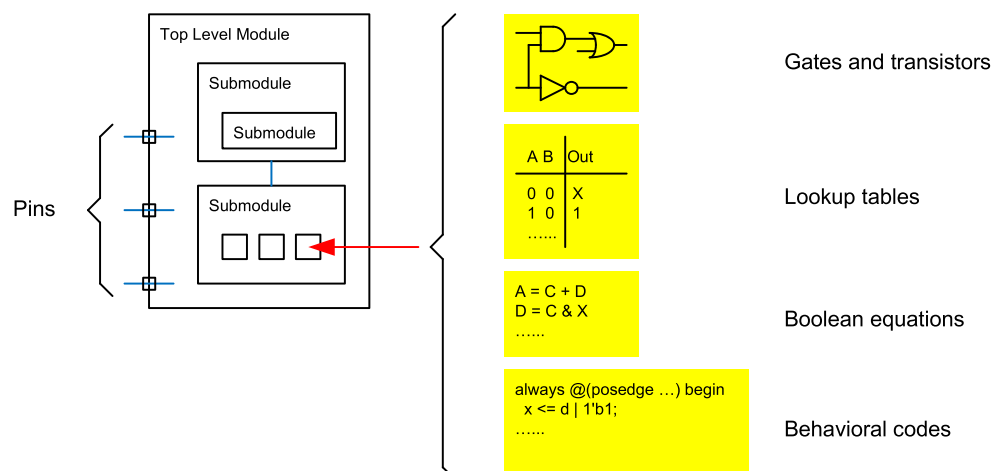 Top Level Module
Submodule
Submodule
Submodule
Pins
Gates and transistors
A B Out
0 0 X
1 0 1
......
Lookup tables
A = C + D
D = C & X
......
Boolean equations
always @(posedge …) begin
x <= d | 1'b1;
......
Behavioral codes